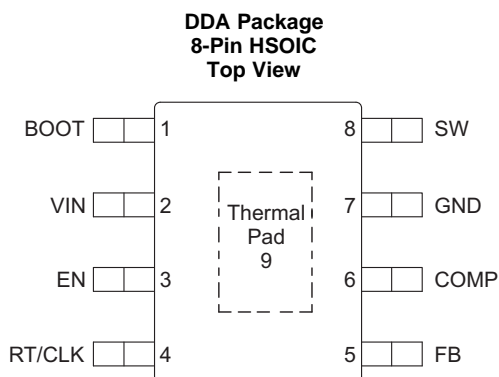 DDA Package
8-Pin HSOIC
Top View
BOOT 1 8 SW
VIN 2 7 GND
Thermal
Pad
9
EN 3 6 COMP
RT/CLK 4 5 FB